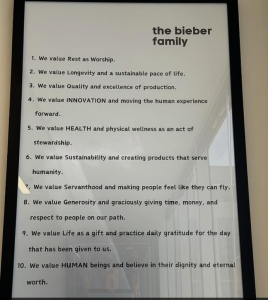 the bieber
family
1. We value Rest as Worship.
2. We value Longevity and a sustainable pace of life.
3. We value Quality and excellence of production.
4. We value INNOVATION and moving the human experience
forward.
5. We value HEALTH and physical wellness as an act of
stewardship.
6. We value Sustainability and creating products that serve
humanity.
7. We value Servanthood and making people feel like they can fly.
8. We value Generosity and graciously giving time, money, and
respect to people on our path.
9. We value Life as a gift and practice daily gratitude for the day
that has been given to us.
10. We value HUMAN beings and believe in their dignity and eternal
worth.